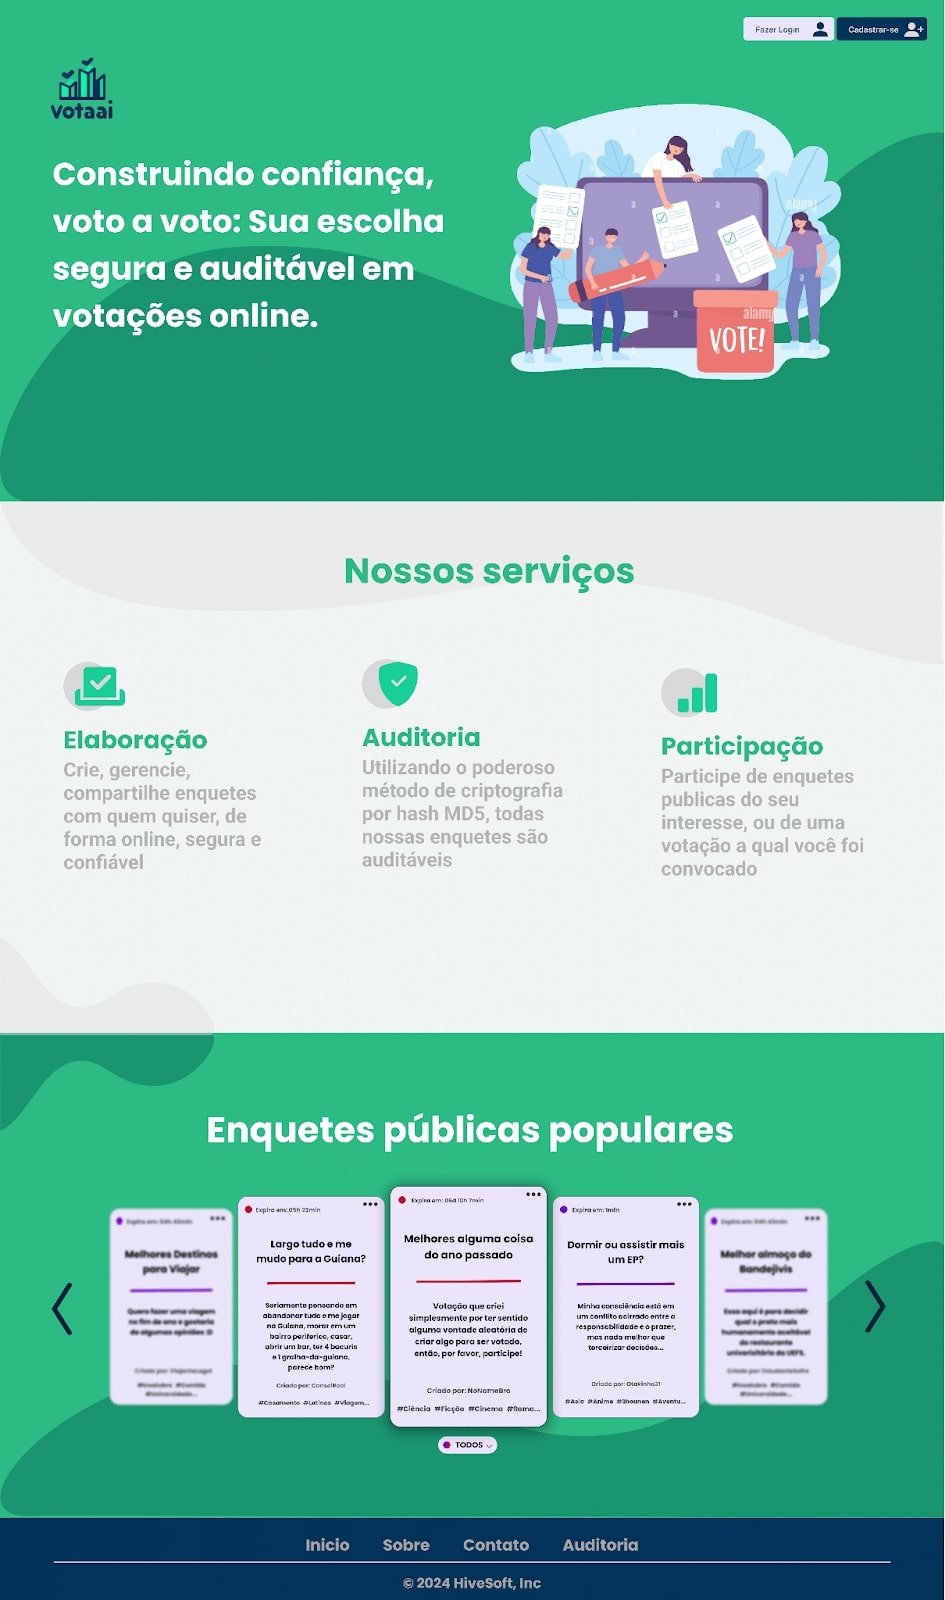 Fazer Login
Cadastrar-se
votaai
Construindo confiança,
voto a voto: Sua escolha
segura e auditável em
votações online.
alamy
a
a
a
a
a
a
a
alamy
VOTE!
Nossos serviços
Elaboração
Crie, gerencie,
compartilhe enquetes
com quem quiser, de
forma online, segura e
confiável
Auditoria
Utilizando o poderoso
método de criptografia
por hash MD5, todas
nossas enquetes são
auditáveis
Participação
Participe de enquetes
publicas do seu
interesse, ou de uma
votação a qual você foi
convocado
Enquetes públicas populares
Expira em: 04h 43min
Melhores Destinos
para Viajar
Quero fazer uma viagem
no fim de ano e gostaria
de algumas opiniões :D
Criado por: ViajanteLegal
#Insalubre #Comida
#Universidade...
Expira em: 05h 23min
Largo tudo e me
mudo para a Guiana?
Seriamente pensando em
abandonar tudo e me jogar
na Guiana, morar em um
bairro periferico, casar,
abrir um bar, ter 4 bacuris
e 1 gralha-da-guiana,
parece bom?
Criado por: CanseiReal
#Casamento #Latinos #Viagem...
Expira em: 06d 10h 7min
Melhores alguma coisa
do ano passado
Votação que criei
simplesmente por ter sentido
alguma vontade aleatória de
criar algo para ser votado,
então, por favor, participe!
Criado por: NoNameBro
#Ciência #Ficção #Cinema #Roma...
Expira em: 1min
Dormir ou assistir mais
um EP?
Minha consciência está em
um conflito acirrado entre a
responsabilidade e o prazer,
mas nada melhor que
terceirizar decisões...
Criado por: Otakinho31
#Asia #Anime #Shounen #Aventu...
Expira em: 04h 43min
Melhor almoço do
Bandejivis
Essa aqui é para decidir
qual o prato mais
humanamente aceitável
do restaurante
univerisitário da UEFS.
Criado por:
#Insalubre #Comida
#Universidade...
TODOS
Inicio Sobre Contato Auditoria
© 2024 HiveSoft, Inc